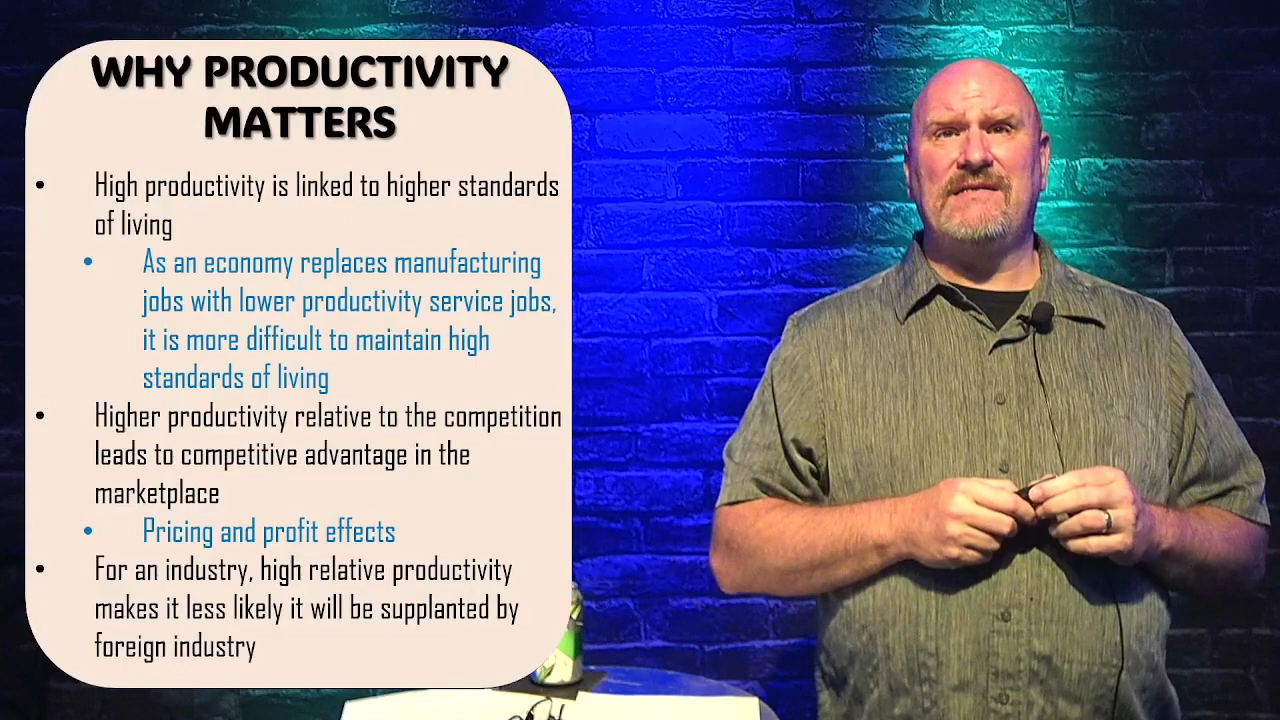 WHY PRODUCTIVITY
MATTERS
• High productivity is linked to higher standards
of living
• As an economy replaces manufacturing
jobs with lower productivity service jobs,
it is more difficult to maintain high
standards of living
• Higher productivity relative to the competition
leads to competitive advantage in the
marketplace
• Pricing and profit effects
• For an industry, high relative productivity
makes it less likely it will be supplanted by
foreign industry